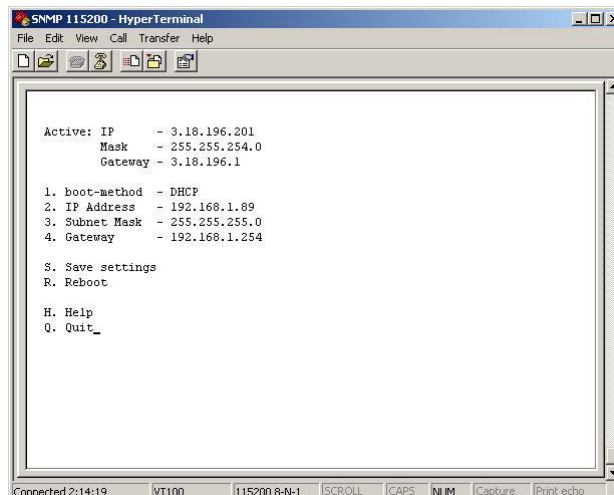 SNMP 115200 - HyperTerminal
File Edit View Call Transfer Help
Active: IP - 3.18.196.201
Mask - 255.255.254.0
Gateway - 3.18.196.1
1. boot-method - DHCP
2. IP Address - 192.168.1.89
3. Subnet Mask - 255.255.255.0
4. Gateway - 192.168.1.254
S. Save settings
R. Reboot
H. Help
Q. Quit_
Connected 2:14:19 VT100 115200 8-N-1 SCROLL CAPS NUM Capture Print echo